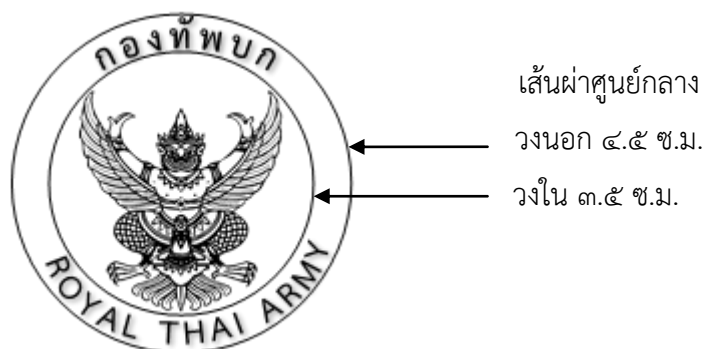 กองทัพบก
ROYAL THAI ARMY
เส้นผ่าศูนย์กลาง
วงนอก ๔.๕ ซ.ม.
วงใน ๓.๕ ซ.ม.